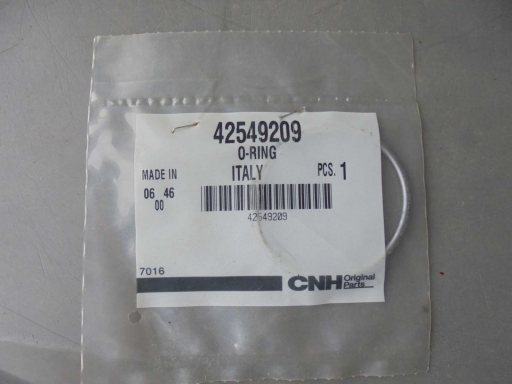 42549209
O-RING
MADE IN ITALY PCS. 1
06 46
00
42549209
7016
CNH Original
Parts